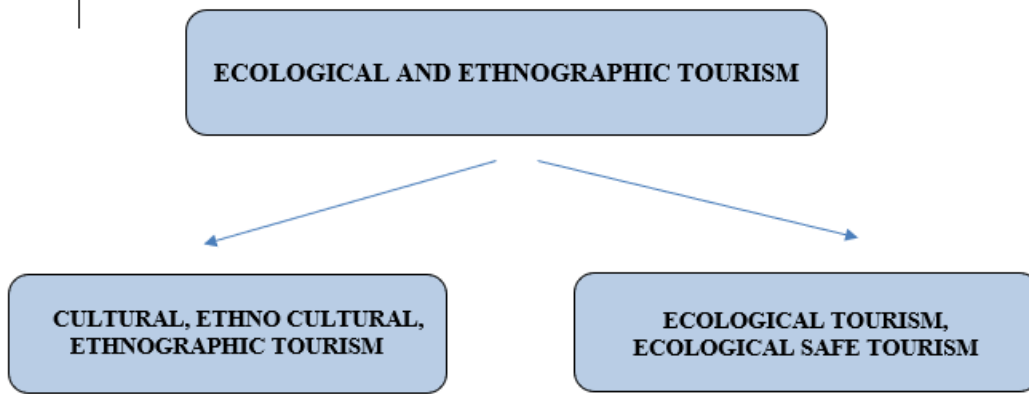 ECOLOGICAL AND ETHNOGRAPHIC TOURISM
CULTURAL, ETHNO CULTURAL,
ETHNOGRAPHIC TOURISM
ECOLOGICAL TOURISM,
ECOLOGICAL SAFE TOURISM